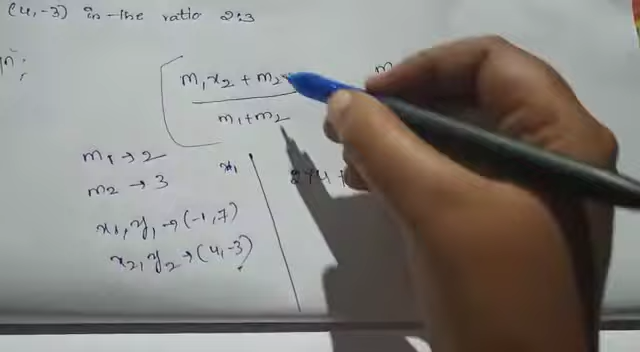 (4,-3) in the ratio 2:3
m₁x₂ + m₂
m₁+m₂
m₁ → 2
m₂ → 3
x₁
x₁, y₁ → (-1, 7)
x₂, y₂ → (4, -3)